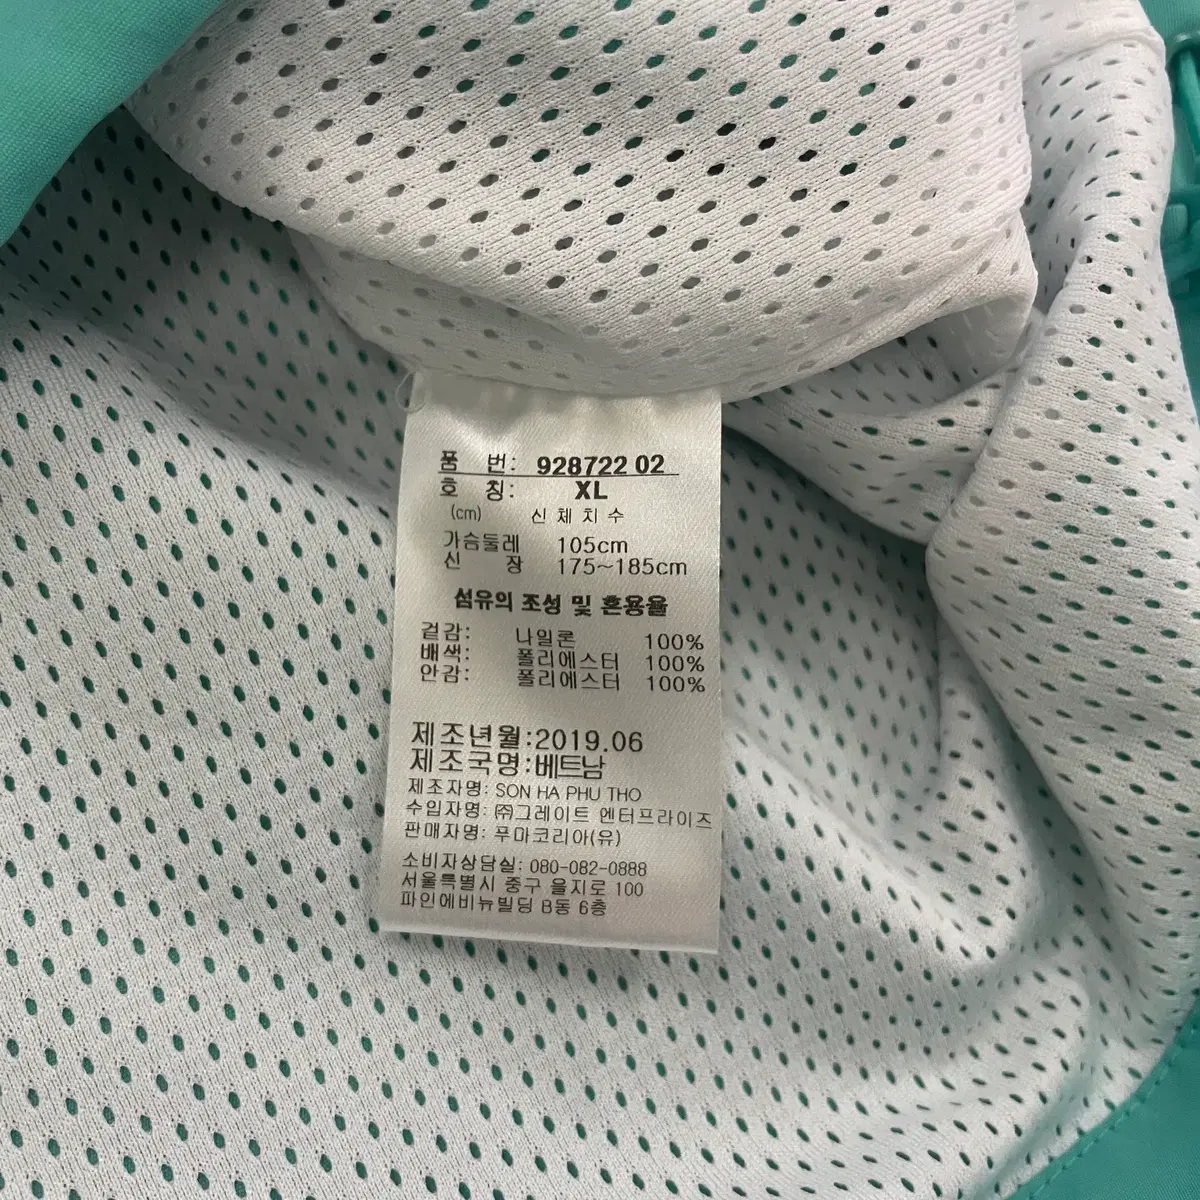 품 번: 928722 02
호 칭: XL
(cm) 신 체 치 수
가슴둘레 105cm
신 장 175~185cm
섬유의 조성 및 혼용율
겉감: 나일론 100%
배색: 폴리에스터 100%
안감: 폴리에스터 100%
제조년월:2019.06
제조국명:베트남
제조자명: SON HA PHU THO
수입자명: ㈜그레이트 엔터프라이즈
판매자명: 푸마코리아(유)
소비자상담실: 080-082-0888
서울특별시 중구 을지로 100
파인에비뉴빌딩 B동 6층